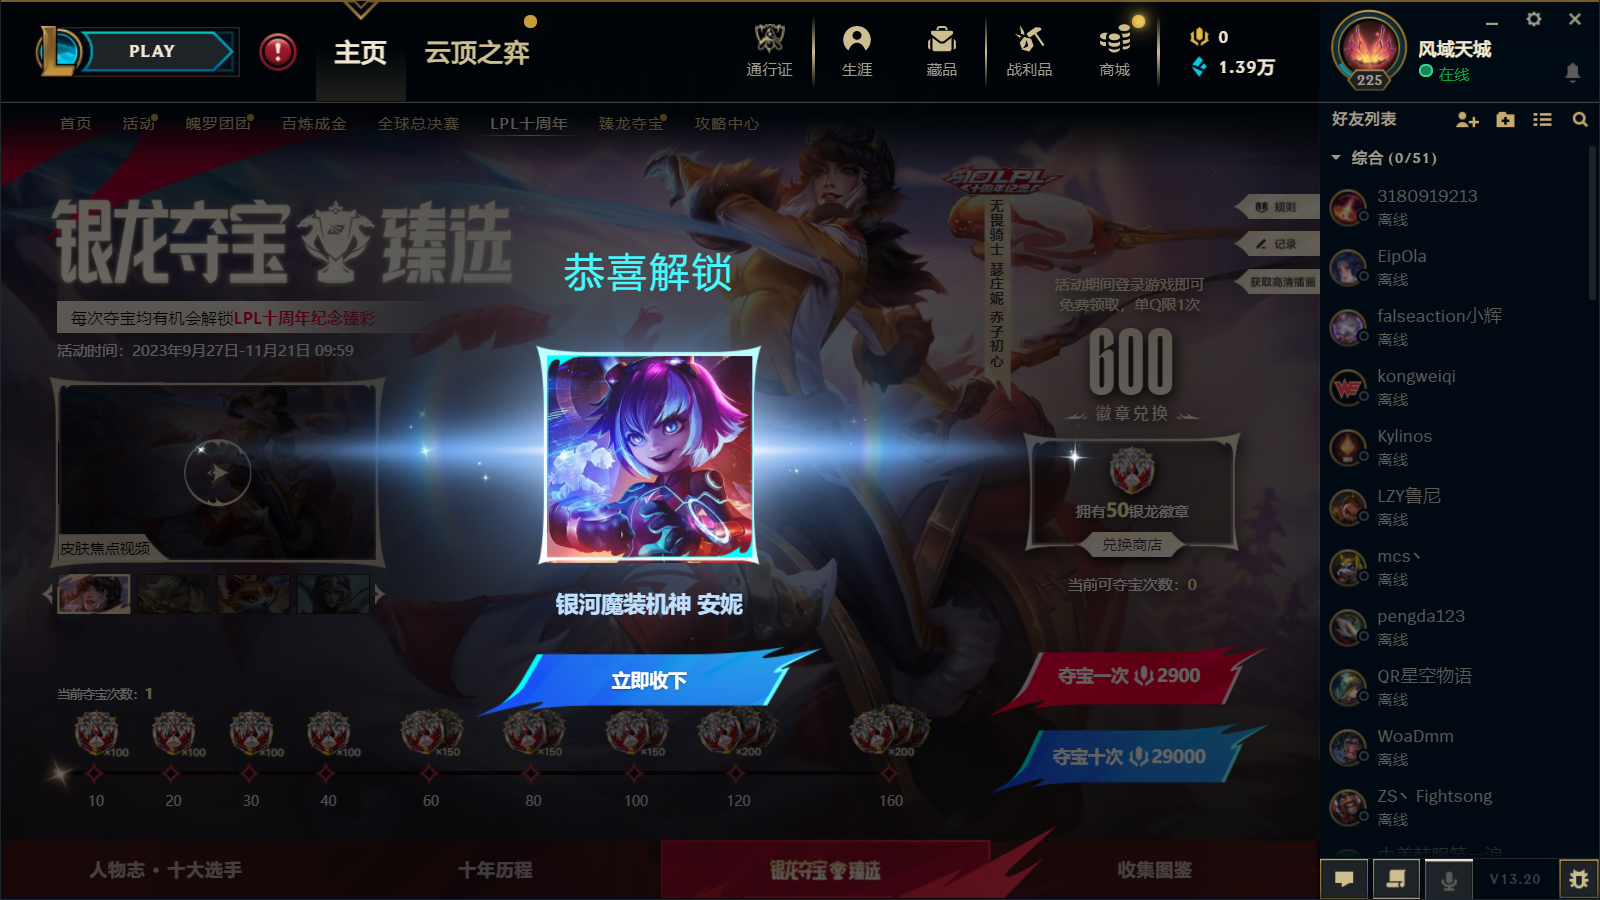 PLAY
主页
云顶之弈
通行证
生涯
藏品
战利品
商城
0
1.39万
225
风域天城
在线
首页
活动
魄罗团团
百炼成金
全球总决赛
LPL十周年
臻龙夺宝
攻略中心
好友列表
综合 (0/51)
3180919213
离线
EipOla
离线
falseaction小辉
离线
kongweiqi
离线
Kylinos
离线
LZY鲁尼
离线
mcs丶
离线
pengda123
离线
QR星空物语
离线
WoaDmm
离线
ZS丶 Fightsong
离线
V13.20
银龙夺宝 臻选
每次夺宝均有机会解锁LPL十周年纪念臻彩
活动时间：2023年9月27日-11月21日 09:59
皮肤焦点视频
恭喜解锁
银河魔装机神 安妮
立即收下
10LPL
十周年纪念
无畏骑士 瑟庄妮 赤子初心
规则
记录
获取高清插画
活动期间登录游戏即可
免费领取，单Q限1次
600
徽章兑换
拥有50银龙徽章
兑换商店
当前可夺宝次数：0
夺宝一次 2900
夺宝十次 29000
当前夺宝次数：1
×100
×100
×100
×100
×150
×150
×150
×200
×200
10
20
30
40
60
80
100
120
160
人物志·十大选手
十年历程
银龙夺宝 臻选
收集图鉴